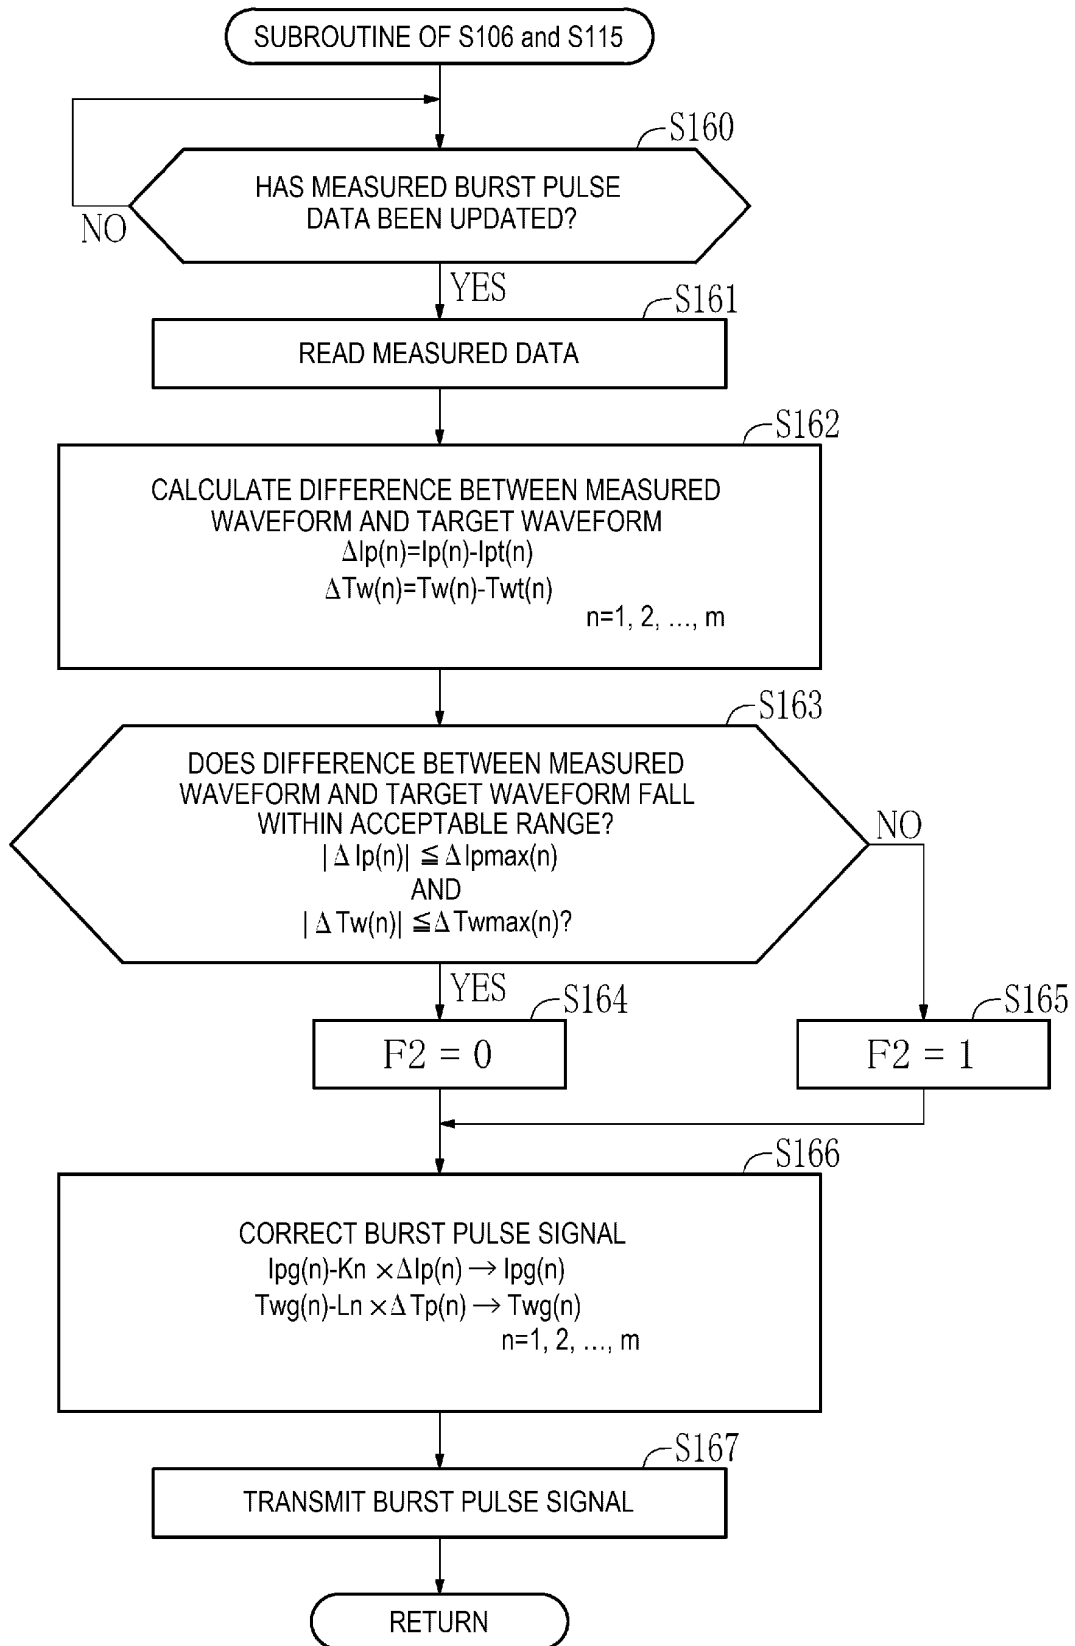 SUBROUTINE OF S106 and S115
S160
HAS MEASURED BURST PULSE
DATA BEEN UPDATED?
NO
YES
S161
READ MEASURED DATA
S162
CALCULATE DIFFERENCE BETWEEN MEASURED
WAVEFORM AND TARGET WAVEFORM
ΔIp(n)=Ip(n)-Ipt(n)
ΔTw(n)=Tw(n)-Twt(n)
n=1, 2, …, m
S163
DOES DIFFERENCE BETWEEN MEASURED
WAVEFORM AND TARGET WAVEFORM FALL
WITHIN ACCEPTABLE RANGE?
|ΔIp(n)| ≦ ΔIpmax(n)
AND
|ΔTw(n)| ≦ΔTwmax(n)?
NO
YES
S164
F2 = 0
S165
F2 = 1
S166
CORRECT BURST PULSE SIGNAL
Ipg(n)-Kn ×ΔIp(n) → Ipg(n)
Twg(n)-Ln ×ΔTp(n) → Twg(n)
n=1, 2, …, m
S167
TRANSMIT BURST PULSE SIGNAL
RETURN